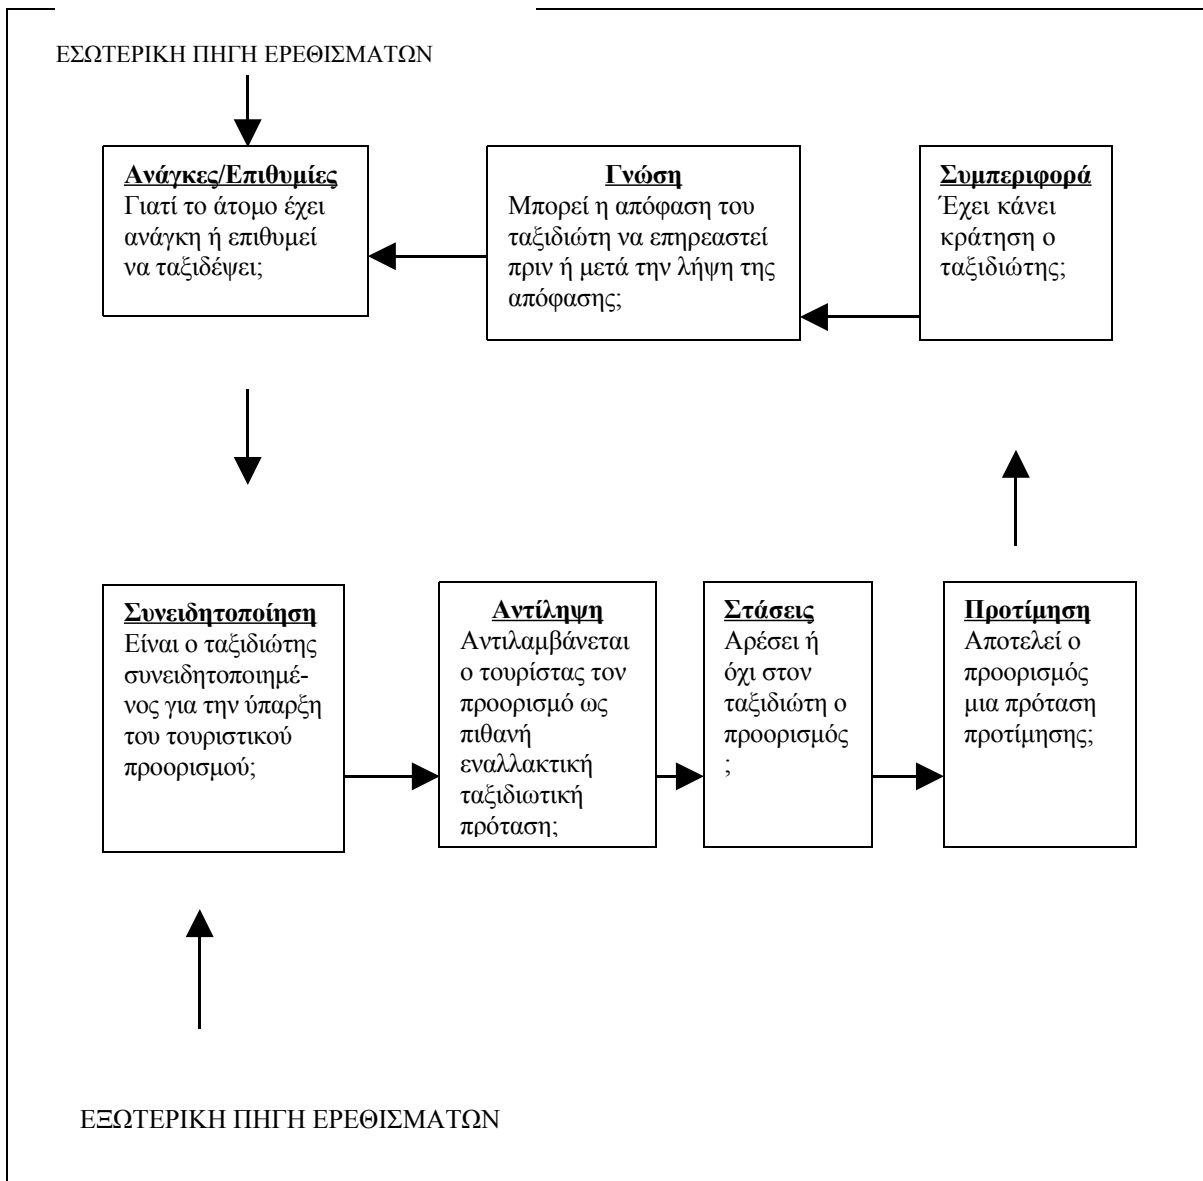 ΕΣΩΤΕΡΙΚΗ ΠΗΓΗ ΕΡΕΘΙΣΜΑΤΩΝ
Ανάγκες/Επιθυμίες
Γιατί το άτομο έχει
ανάγκη ή επιθυμεί
να ταξιδέψει;
Γνώση
Μπορεί η απόφαση του
ταξιδιώτη να επηρεαστεί
πριν ή μετά την λήψη της
απόφασης;
Συμπεριφορά
Έχει κάνει
κράτηση ο
ταξιδιώτης;
Συνειδητοποίηση
Είναι ο ταξιδιώτης
συνειδητοποιημέ-
νος για την ύπαρξη
του τουριστικού
προορισμού;
Αντίληψη
Αντιλαμβάνεται
ο τουρίστας τον
προορισμό ως
πιθανή
εναλλακτική
ταξιδιωτική
πρόταση;
Στάσεις
Αρέσει ή
όχι στον
ταξιδιώτη ο
προορισμός
;
Προτίμηση
Αποτελεί ο
προορισμός
μια πρόταση
προτίμησης;
ΕΞΩΤΕΡΙΚΗ ΠΗΓΗ ΕΡΕΘΙΣΜΑΤΩΝ